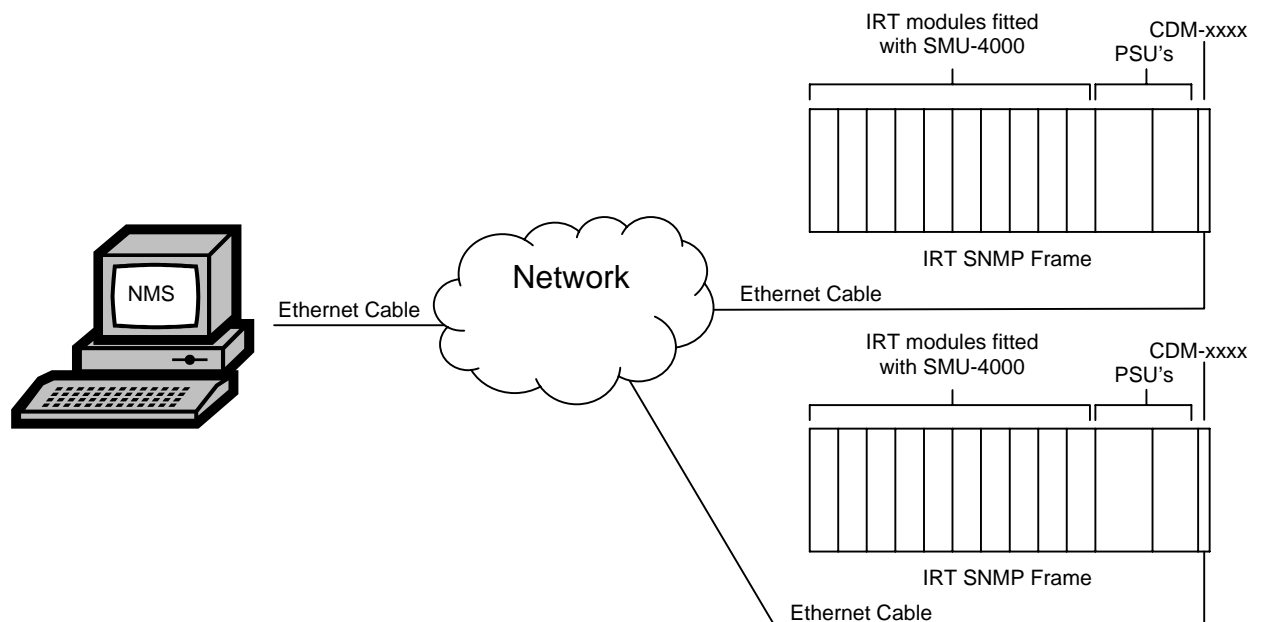 IRT modules fitted
with SMU-4000
CDM-xxxx
PSU's
IRT SNMP Frame
NMS
Network
Ethernet Cable
Ethernet Cable
IRT modules fitted
with SMU-4000
CDM-xxxx
PSU's
IRT SNMP Frame
Ethernet Cable